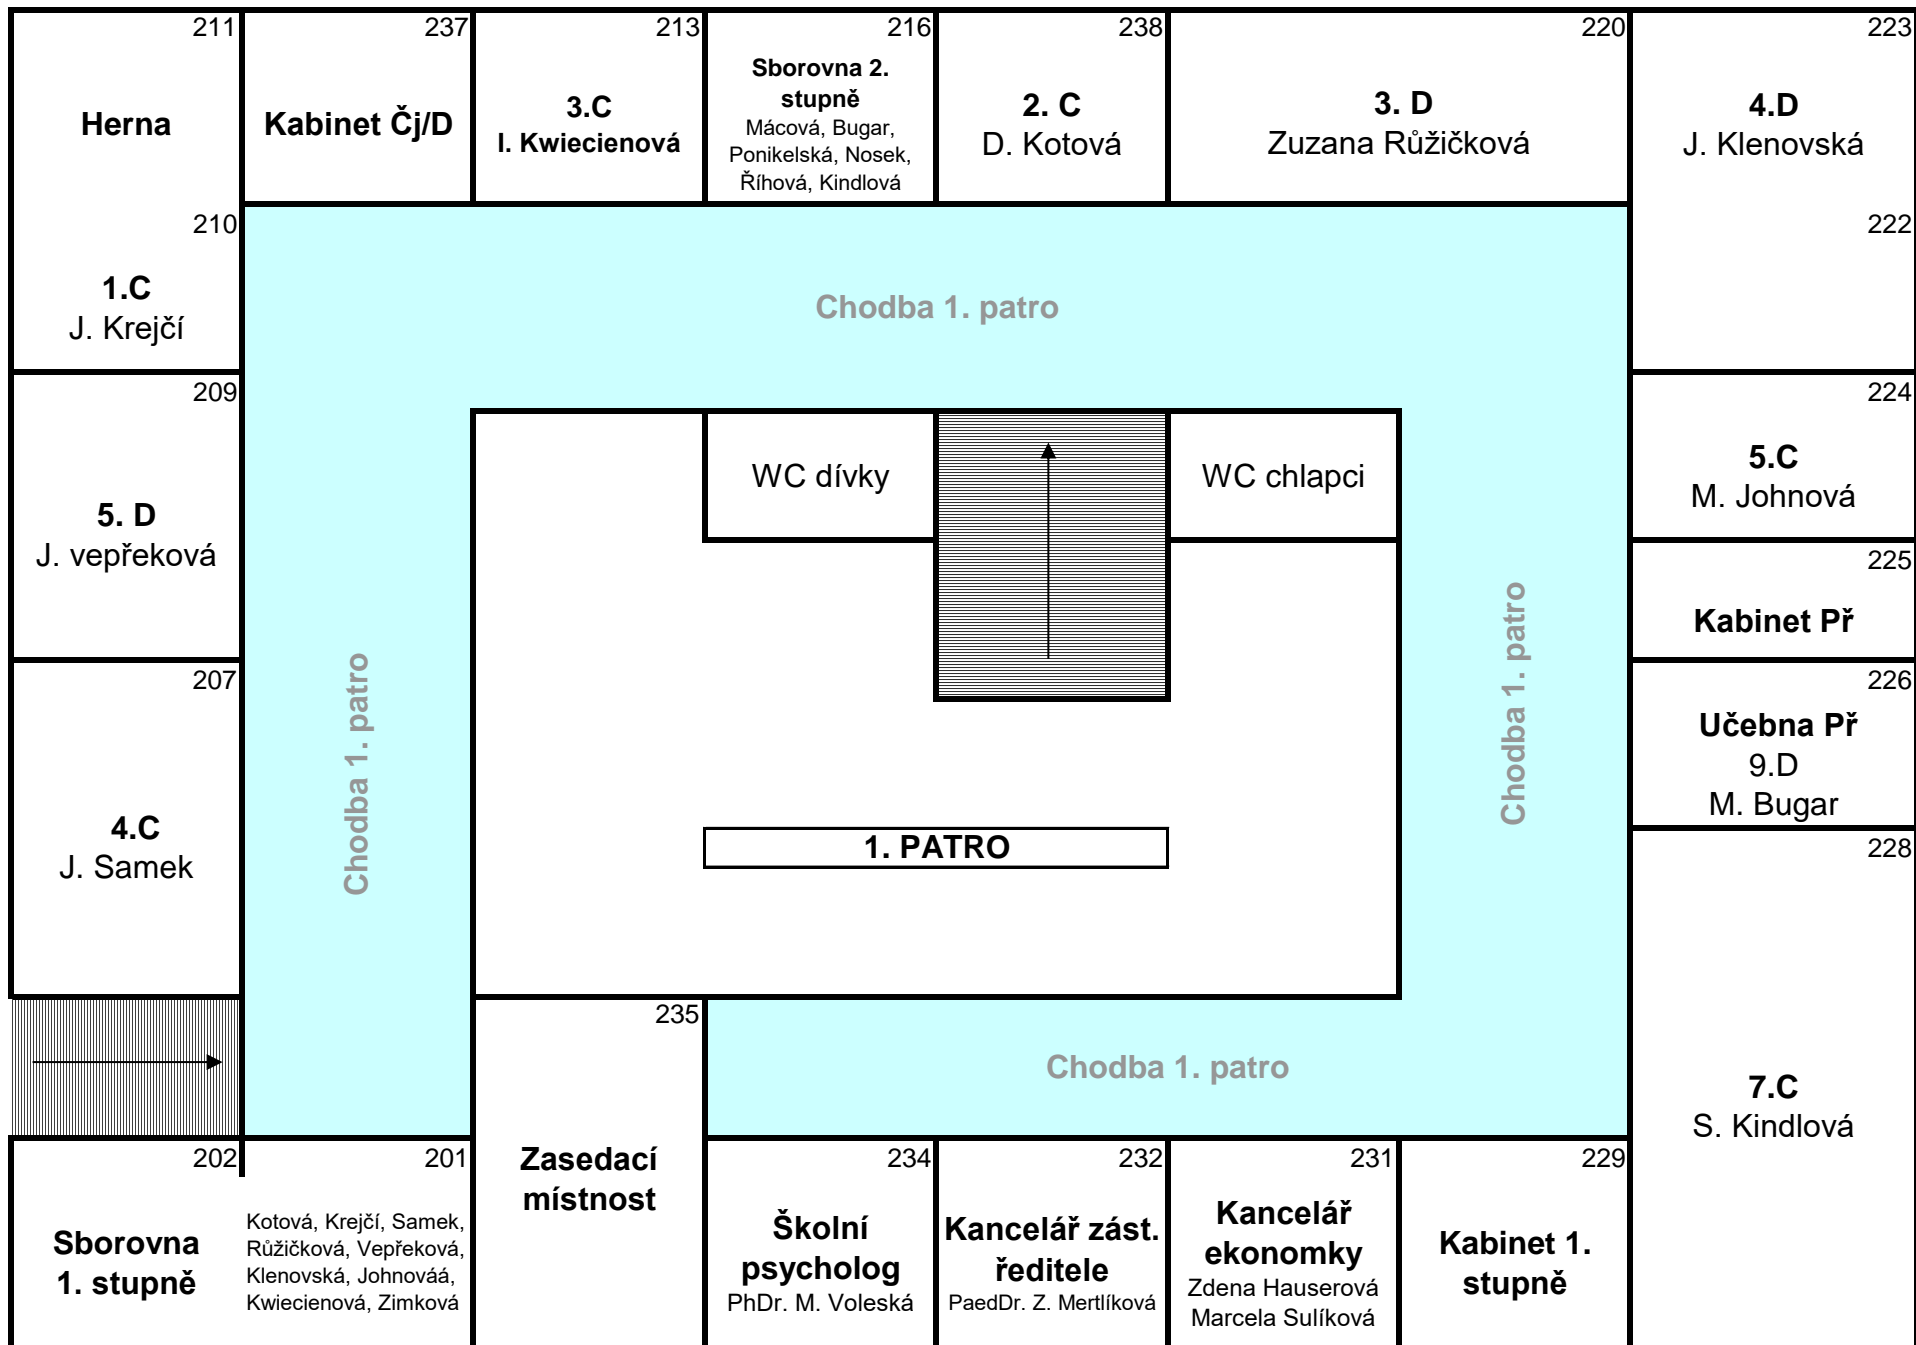 211
Herna
237
Kabinet Čj/D
213
3.C
I. Kwiecienová
216
Sborovna 2.
stupně
Mácová, Bugar,
Ponikelská, Nosek,
Říhová, Kindlová
238
2. C
D. Kotová
220
3. D
Zuzana Růžičková
223
4.D
J. Klenovská
222
210
1.C
J. Krejčí
Chodba 1. patro
209
5. D
J. vepřeková
WC dívky
WC chlapci
224
5.C
M. Johnová
225
Kabinet Př
207
4.C
J. Samek
Chodba 1. patro
Chodba 1. patro
226
Učebna Př
9.D
M. Bugar
1. PATRO
228
7.C
S. Kindlová
235
Zasedací
místnost
Chodba 1. patro
202
Sborovna
1. stupně
201
Kotová, Krejčí, Samek,
Růžičková, Vepřeková,
Klenovská, Johnováá,
Kwiecienová, Zimková
234
Školní
psycholog
PhDr. M. Voleská
232
Kancelář zást.
ředitele
PaedDr. Z. Mertlíková
231
Kancelář
ekonomky
Zdena Hauserová
Marcela Sulíková
229
Kabinet 1.
stupně